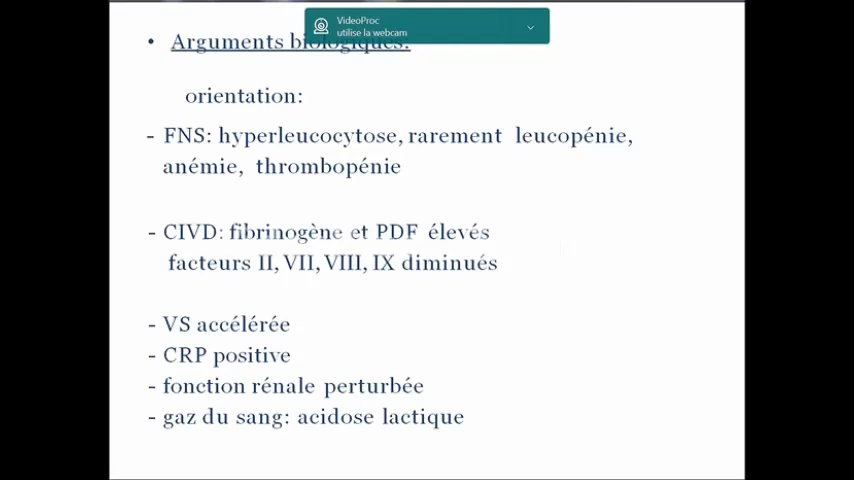 VideoProc
utilise la webcam
• Arguments biologiques:
orientation:
- FNS: hyperleucocytose, rarement leucopénie,
anémie, thrombopénie
- CIVD: fibrinogène et PDF élevés
facteurs II, VII, VIII, IX diminués
- VS accélérée
- CRP positive
- fonction rénale perturbée
- gaz du sang: acidose lactique